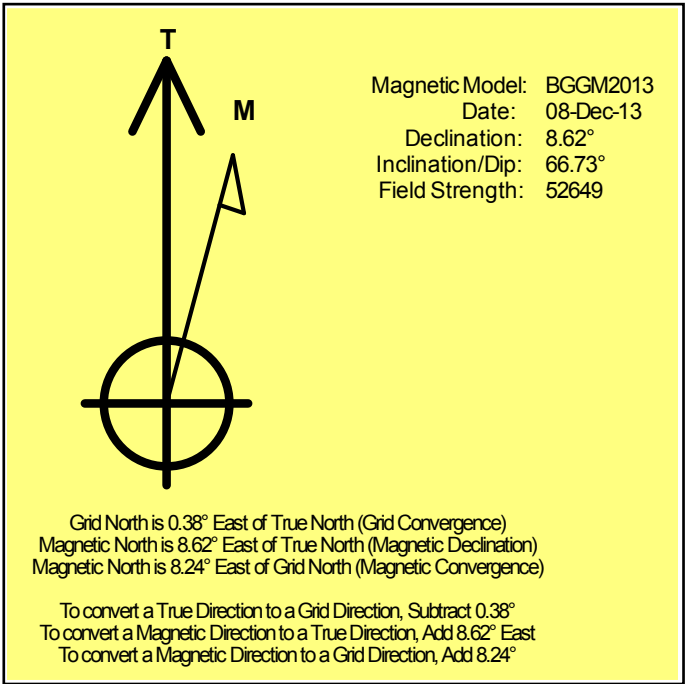 T
M
Magnetic Model: BGGM2013
Date: 08-Dec-13
Declination: 8.62°
Inclination/Dip: 66.73°
Field Strength: 52649
Grid North is 0.38° East of True North (Grid Convergence)
Magnetic North is 8.62° East of True North (Magnetic Declination)
Magnetic North is 8.24° East of Grid North (Magnetic Convergence)
To convert a True Direction to a Grid Direction, Subtract 0.38°
To convert a Magnetic Direction to a True Direction, Add 8.62° East
To convert a Magnetic Direction to a Grid Direction, Add 8.24°